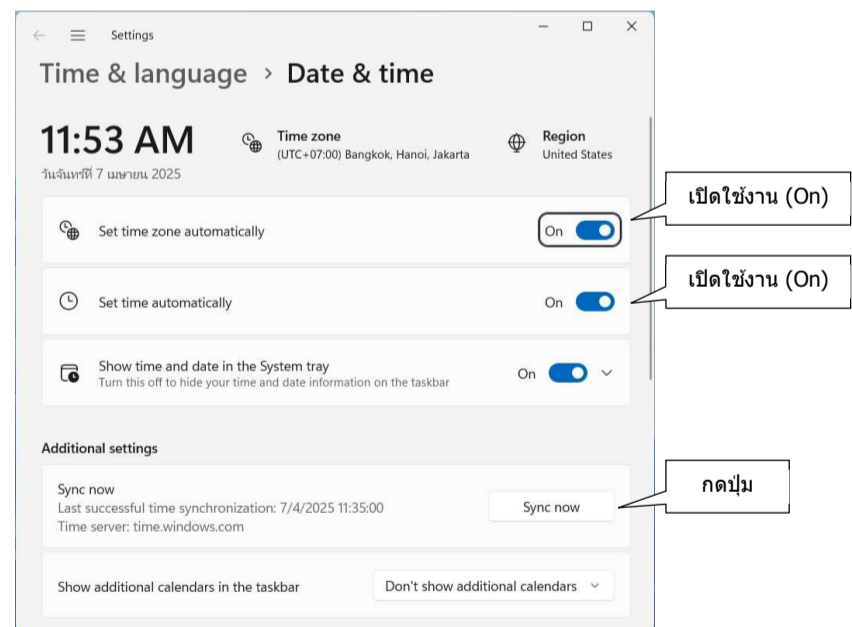 Settings
Time & language > Date & time
11:53 AM
วันจันทร์ที่ 7 เมษายน 2025
Time zone
(UTC+07:00) Bangkok, Hanoi, Jakarta
Region
United States
Set time zone automatically
On
เปิดใช้งาน (On)
Set time automatically
On
เปิดใช้งาน (On)
Show time and date in the System tray
Turn this off to hide your time and date information on the taskbar
On
Additional settings
Sync now
Last successful time synchronization: 7/4/2025 11:35:00
Time server: time.windows.com
Sync now
กดปุ่ม
Show additional calendars in the taskbar
Don't show additional calendars